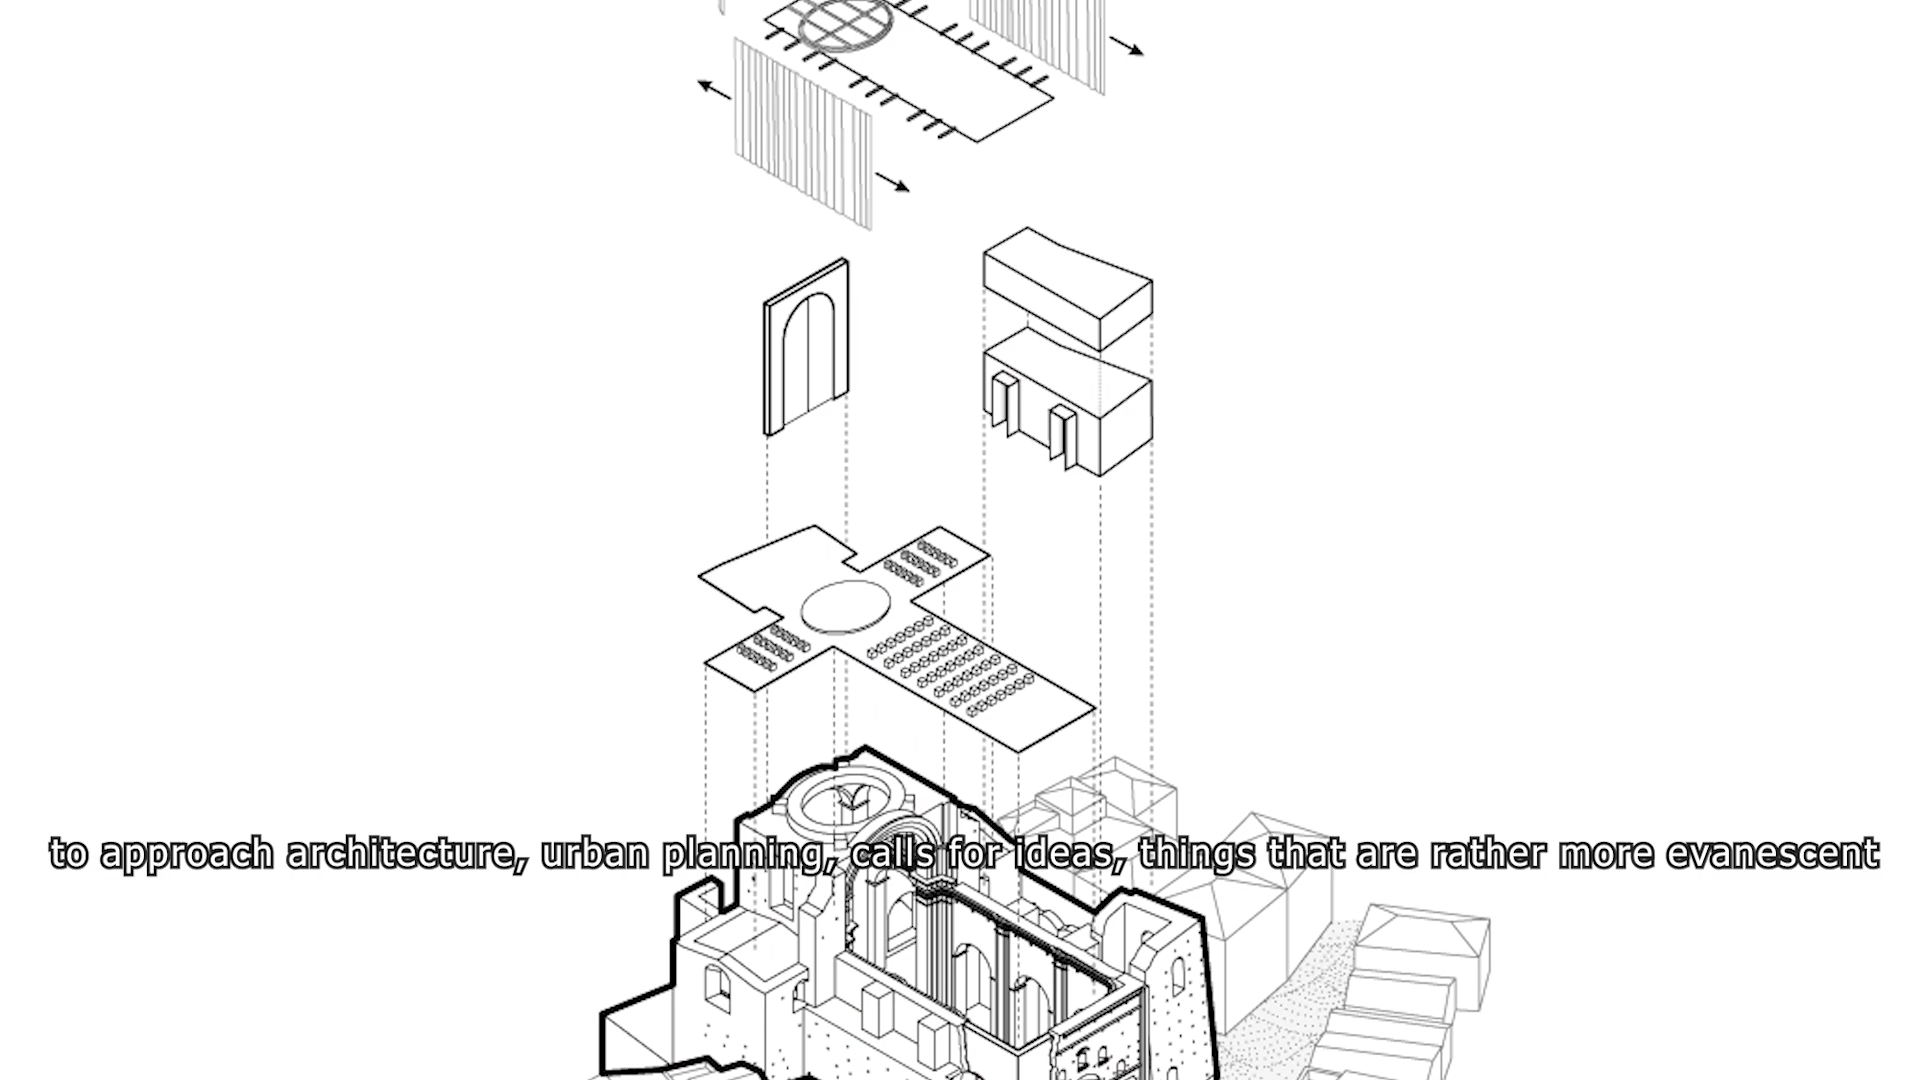 to approach architecture, urban planning, calls for ideas, things that are rather more evanescent